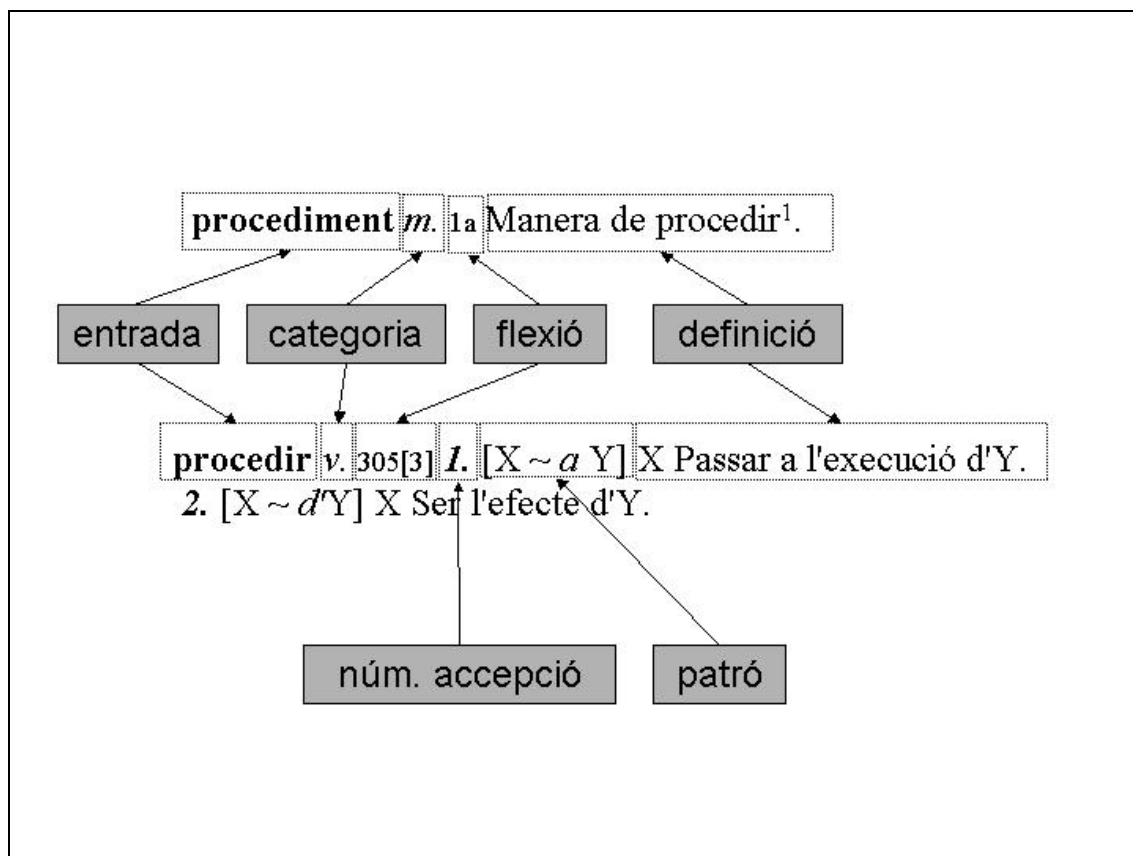 procediment m. 1a Manera de procedir¹.
entrada categoria flexió definició
procedir v. 305[3] 1. [X ~ a Y] X Passar a l'execució d'Y.
2. [X ~ d'Y] X Ser l'efecte d'Y.
núm. accepció patró